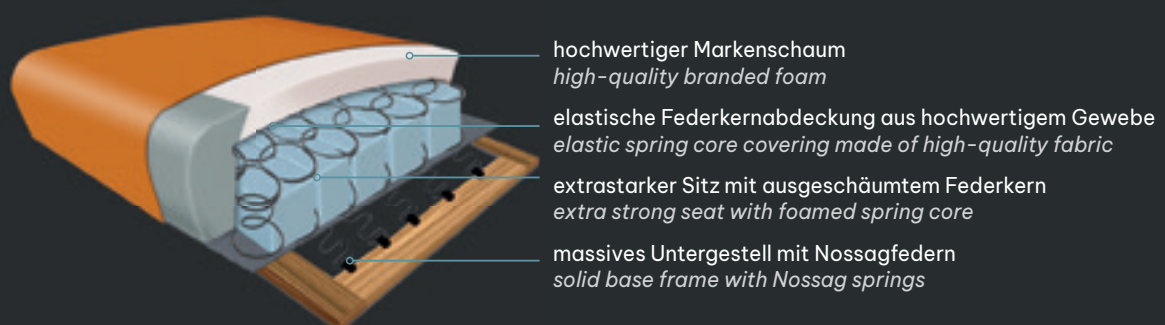 hochwertiger Markenschaum
high-quality branded foam
elastische Federkernabdeckung aus hochwertigem Gewebe
elastic spring core covering made of high-quality fabric
extrastarker Sitz mit ausgeschäumtem Federkern
extra strong seat with foamed spring core
massives Untergestell mit Nossagfedern
solid base frame with Nossag springs